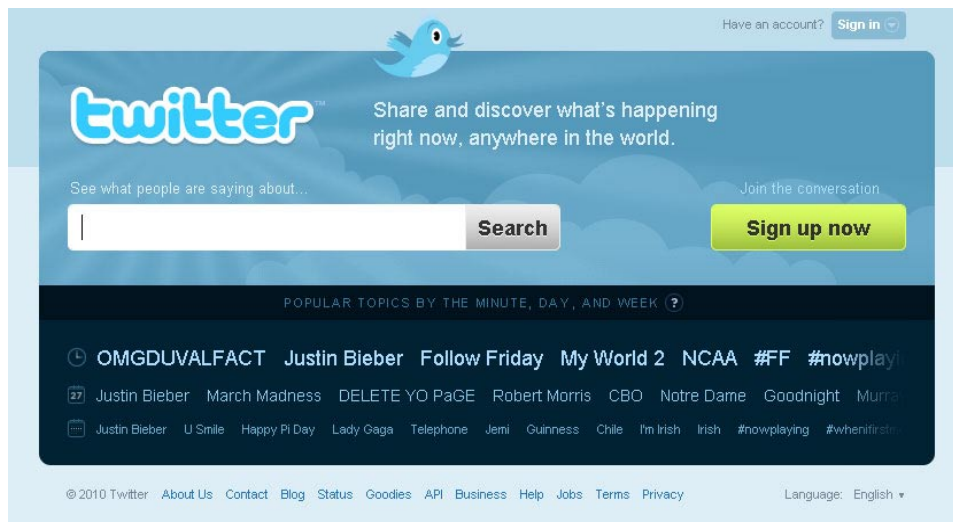 Have an account? Sign in
twitter™
Share and discover what's happening
right now, anywhere in the world.
See what people are saying about...
Join the conversation
Search
Sign up now
POPULAR TOPICS BY THE MINUTE, DAY, AND WEEK ?
OMGDUVALFACT Justin Bieber Follow Friday My World 2 NCAA #FF #nowplayi
27 Justin Bieber March Madness DELETE YO PaGE Robert Morris CBO Notre Dame Goodnight Murra
Justin Bieber U Smile Happy Pi Day Lady Gaga Telephone Jerni Guinness Chile I'm Irish Irish #nowplaying
© 2010 Twitter About Us Contact Blog Status Goodies API Business Help Jobs Terms Privacy Language: English